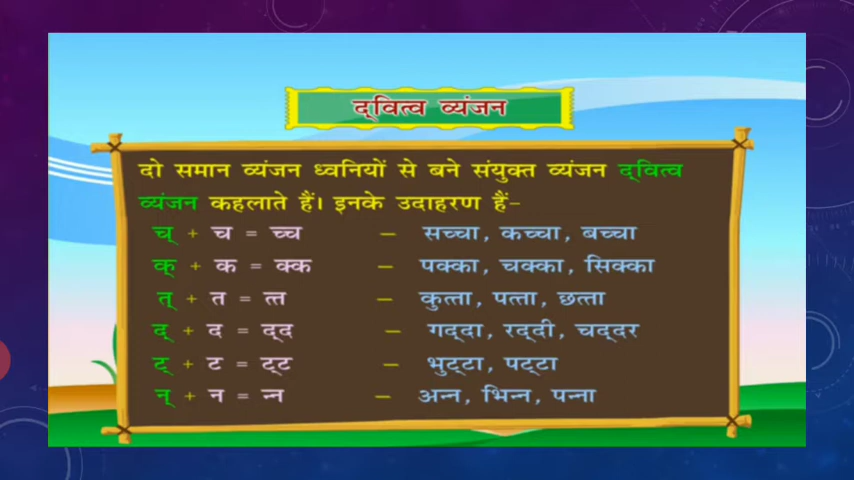 द्‌वित्व व्यंजन
दो समान व्यंजन ध्वनियों से बने संयुक्त व्यंजन द्‌वित्व
व्यंजन कहलाते हैं। इनके उदाहरण हैं-
च् + च = च्च – सच्चा, कच्चा, बच्चा
क् + क = क्क – पक्का, चक्का, सिक्का
त् + त = त्त – कुत्ता, पत्ता, छत्ता
द् + द = द्‌द – गद्‌दा, रद्‌दी, चद्‌दर
ट् + ट = ट्‌ट – भुट्‌टा, पट्‌टा
न् + न = न्न – अन्न, भिन्न, पन्ना